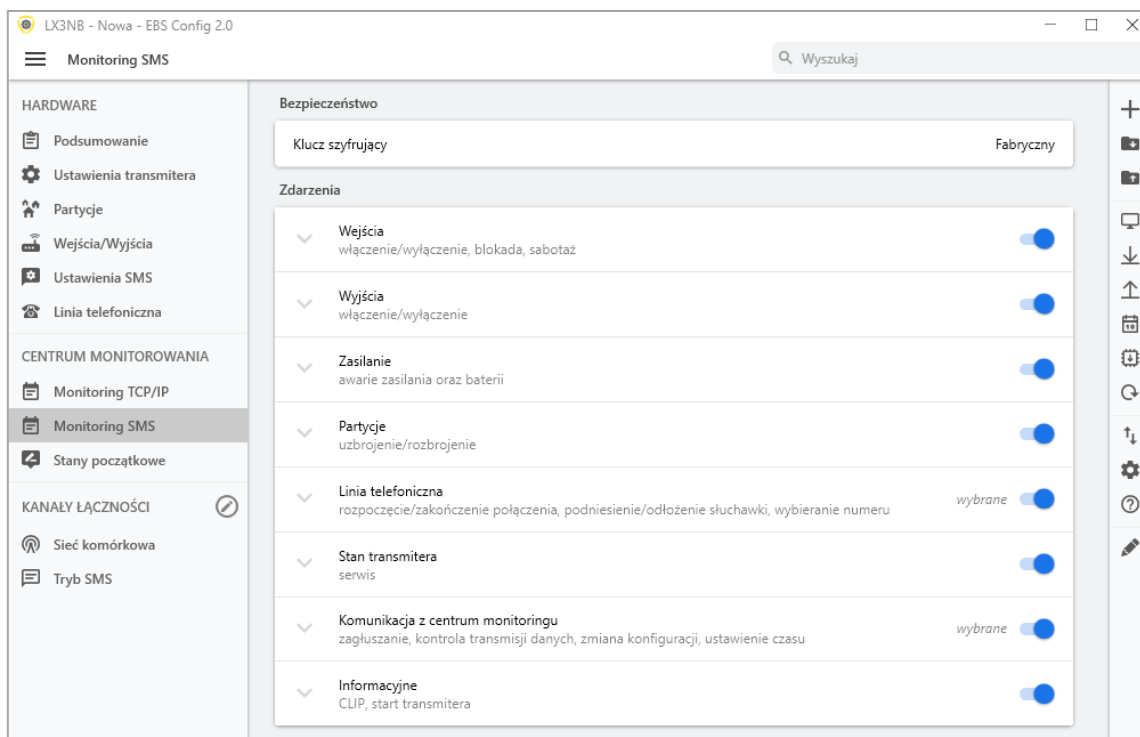 LX3NB - Nowa - EBS Config 2.0
Monitoring SMS
Wyszukaj
HARDWARE
Podsumowanie
Ustawienia transmitera
Partycje
Wejścia/Wyjścia
Ustawienia SMS
Linia telefoniczna
CENTRUM MONITOROWANIA
Monitoring TCP/IP
Monitoring SMS
Stany początkowe
KANAŁY ŁĄCZNOŚCI
Sieć komórkowa
Tryb SMS
Bezpieczeństwo
Klucz szyfrujący Fabryczny
Zdarzenia
Wejścia
włączenie/wyłączenie, blokada, sabotaż
Wyjścia
włączenie/wyłączenie
Zasilanie
awarie zasilania oraz baterii
Partycje
uzbrojenie/rozbrojenie
Linia telefoniczna
rozpoczęcie/zakończenie połączenia, podniesienie/odłożenie słuchawki, wybieranie numeru
wybrane
Stan transmitera
serwis
Komunikacja z centrum monitoringu
zagłuszanie, kontrola transmisji danych, zmiana konfiguracji, ustawienie czasu
wybrane
Informacyjne
CLIP, start transmitera